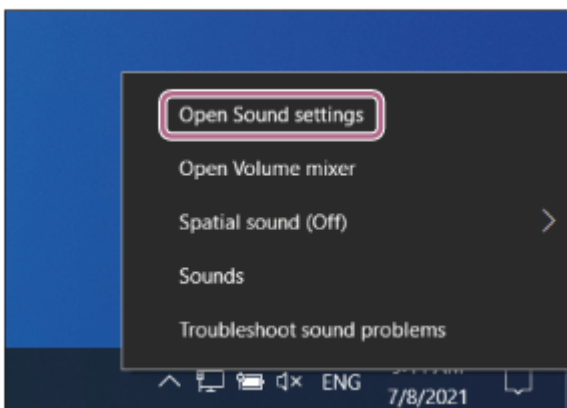 Open Sound settings
Open Volume mixer
Spatial sound (Off)
Sounds
Troubleshoot sound problems
ENG
7/8/2021